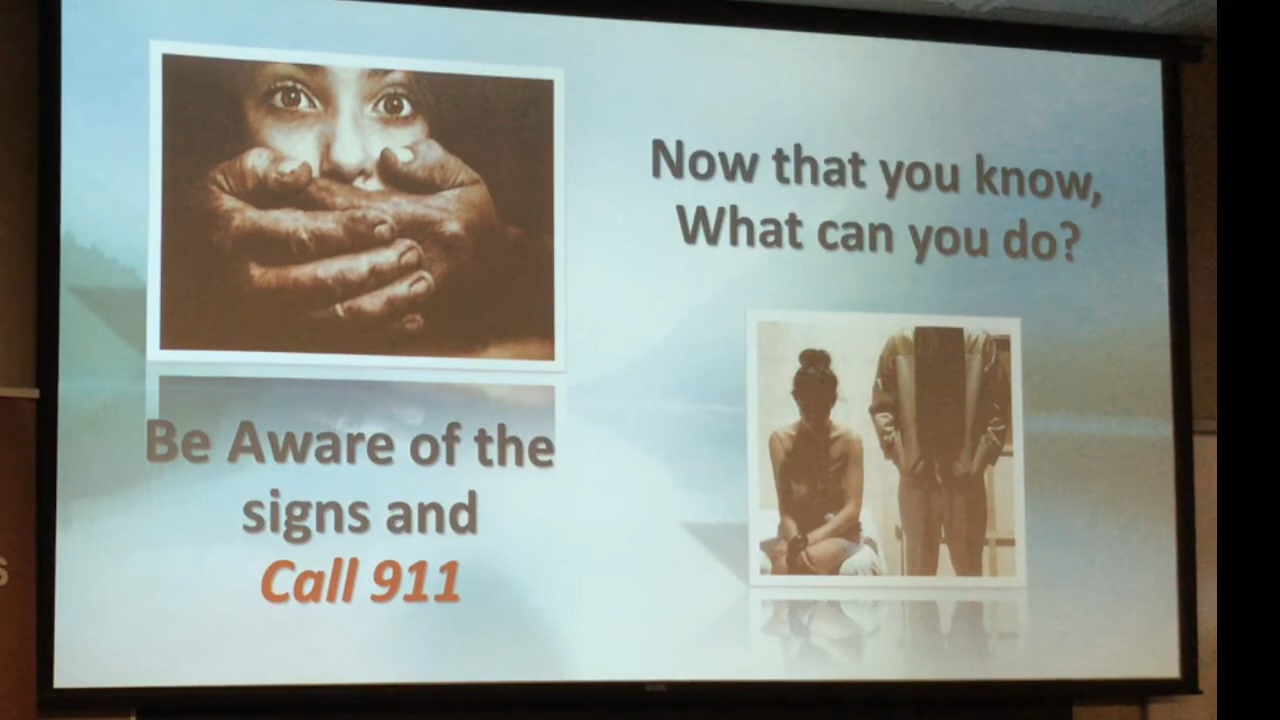 Now that you know,
What can you do?
Be Aware of the
signs and
Call 911